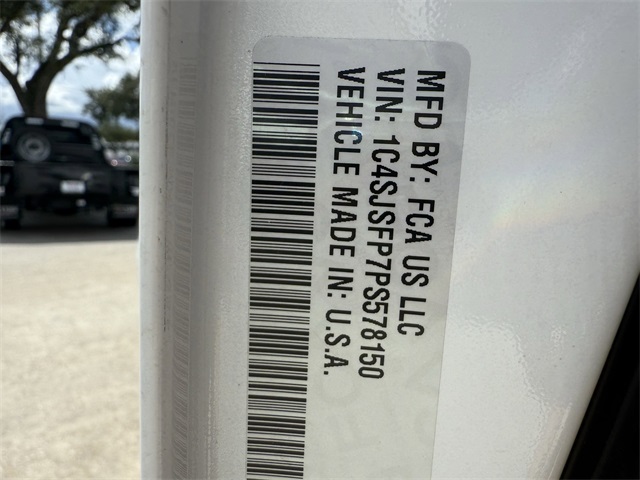 MFD BY: FCA US LLC
VIN: 1C4SJSFP7PS578150
VEHICLE MADE IN: U.S.A.